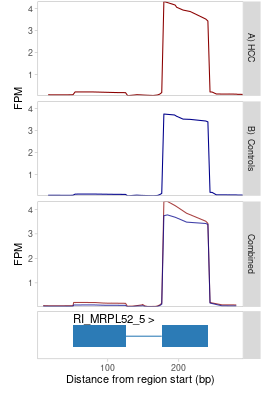 4
3
2
1
A) HCC
FPM
4
3
2
1
B) Controls
4
3
2
1
Combined
FPM
RI_MRPL52_5 >
100
200
Distance from region start (bp)